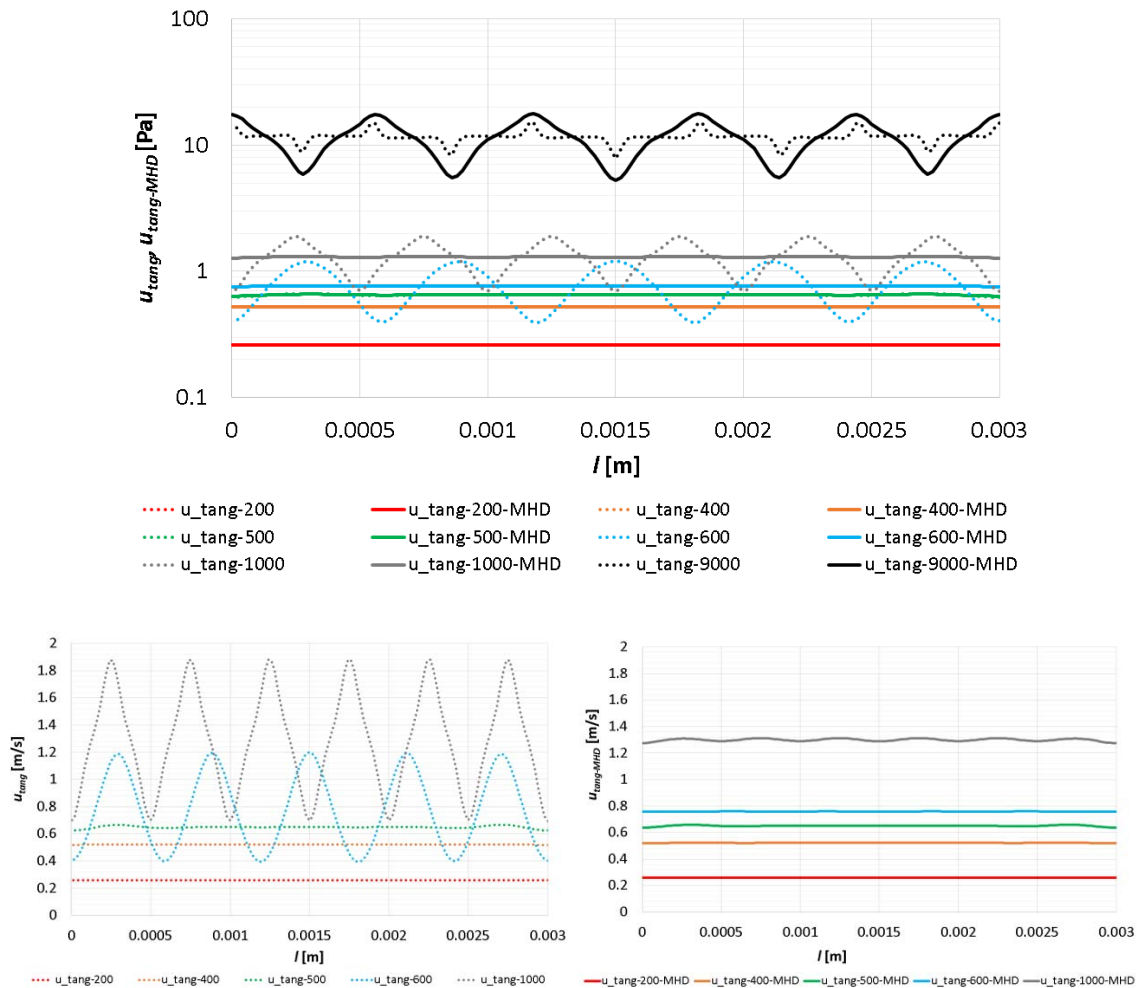 100
10
1
0.1
u_tang, u_tang-MHD [Pa]
0 0.0005 0.001 0.0015 0.002 0.0025 0.003
l [m]
u_tang-200 u_tang-200-MHD u_tang-400 u_tang-400-MHD
u_tang-500 u_tang-500-MHD u_tang-600 u_tang-600-MHD
u_tang-1000 u_tang-1000-MHD u_tang-9000 u_tang-9000-MHD
2
1.8
1.6
1.4
1.2
1
0.8
0.6
0.4
0.2
0
u_tang [m/s]
0 0.0005 0.001 0.0015 0.002 0.0025 0.003
l [m]
u_tang-200 u_tang-400 u_tang-500 u_tang-600 u_tang-1000
2
1.8
1.6
1.4
1.2
1
0.8
0.6
0.4
0.2
0
u_tang-MHD [m/s]
0 0.0005 0.001 0.0015 0.002 0.0025 0.003
l [m]
u_tang-200-MHD u_tang-400-MHD u_tang-500-MHD u_tang-600-MHD u_tang-1000-MHD